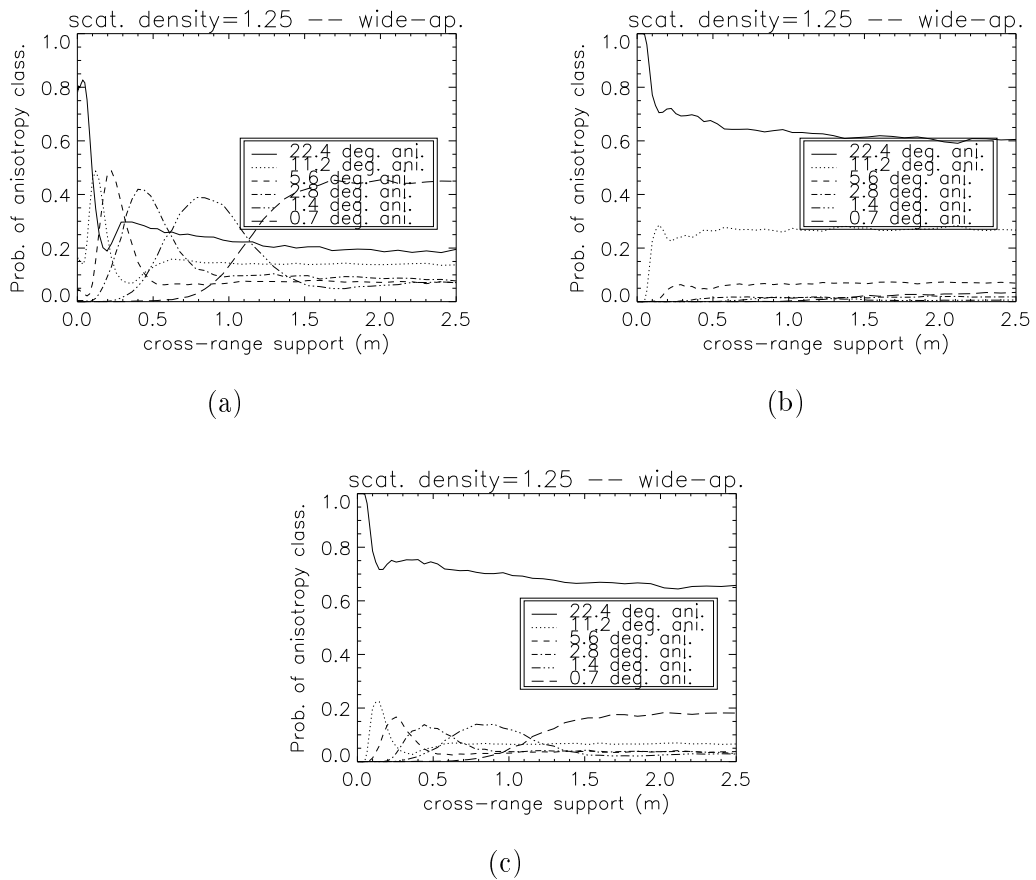 scat. density=1.25 -- wide-ap.
Prob. of anisotropy class.
1.0
0.8
0.6
0.4
0.2
0.0
22.4 deg. ani.
11.2 deg. ani.
5.6 deg. ani.
2.8 deg. ani.
1.4 deg. ani.
0.7 deg. ani.
0.0 0.5 1.0 1.5 2.0 2.5
cross-range support (m)
(a)
scat. density=1.25 -- wide-ap.
Prob. of anisotropy class.
1.0
0.8
0.6
0.4
0.2
0.0
22.4 deg. ani.
11.2 deg. ani.
5.6 deg. ani.
2.8 deg. ani.
1.4 deg. ani.
0.7 deg. ani.
0.0 0.5 1.0 1.5 2.0 2.5
cross-range support (m)
(b)
scat. density=1.25 -- wide-ap.
Prob. of anisotropy class.
1.0
0.8
0.6
0.4
0.2
0.0
22.4 deg. ani.
11.2 deg. ani.
5.6 deg. ani.
2.8 deg. ani.
1.4 deg. ani.
0.7 deg. ani.
0.0 0.5 1.0 1.5 2.0 2.5
cross-range support (m)
(c)